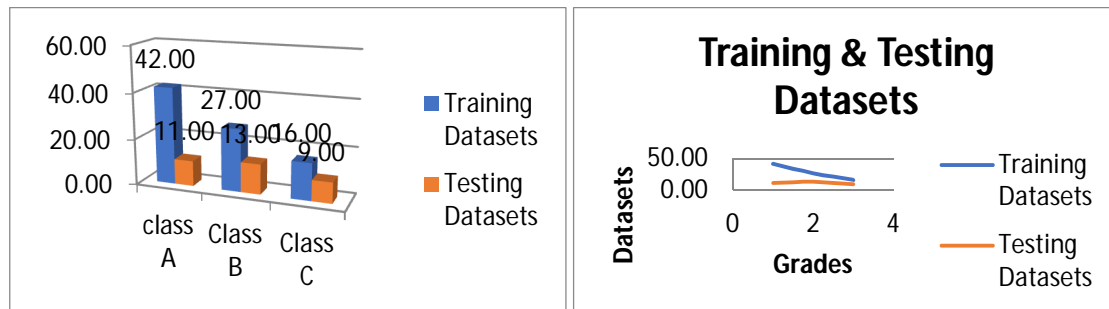 60.00
40.00
20.00
0.00
42.00
11.00
27.00
13.00
16.00
9.00
class
A
Class
B
Class
C
Training
Datasets
Testing
Datasets
Training & Testing
Datasets
Datasets
50.00
0.00
0
2
4
Grades
Training
Datasets
Testing
Datasets